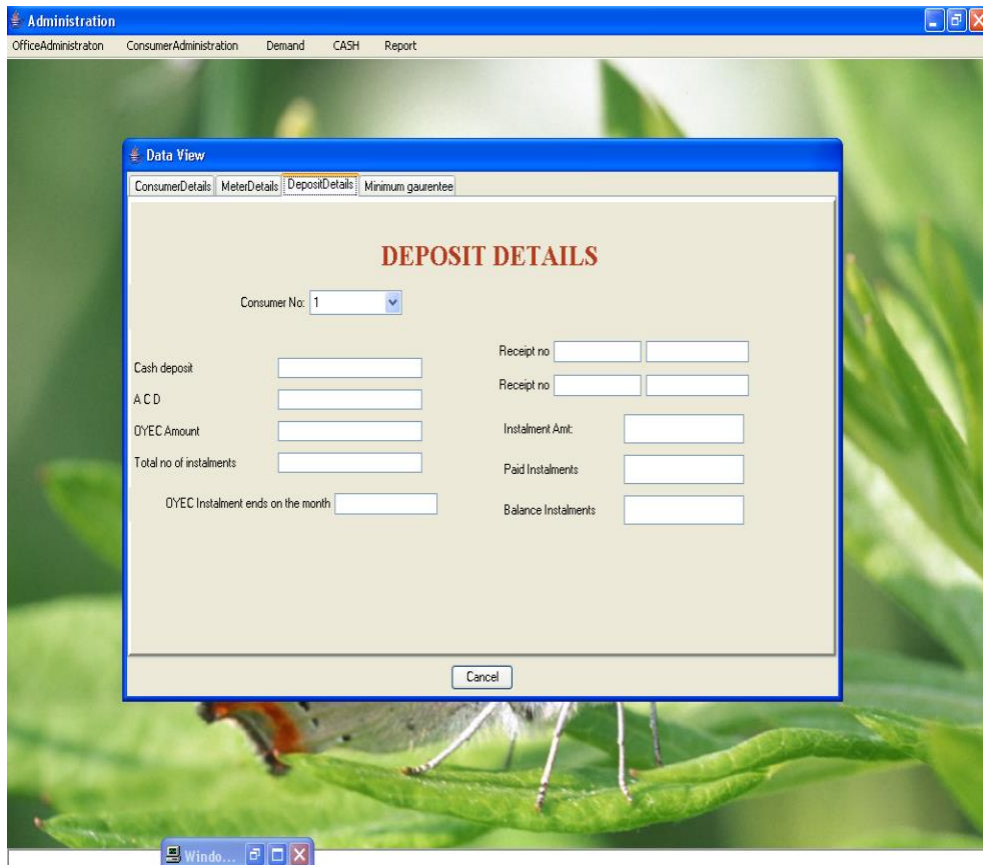 Administration
OfficeAdministraton ConsumerAdministration Demand CASH Report
Data View
ConsumerDetails MeterDetails DepositDetails Minimum gaurentee
DEPOSIT DETAILS
Consumer No: 1
Cash deposit
A C D
OYEC Amount
Total no of instalments
OYEC Instalment ends on the month
Receipt no
Receipt no
Instalment Amt:
Paid Instalments
Balance Instalments
Cancel
Windo...